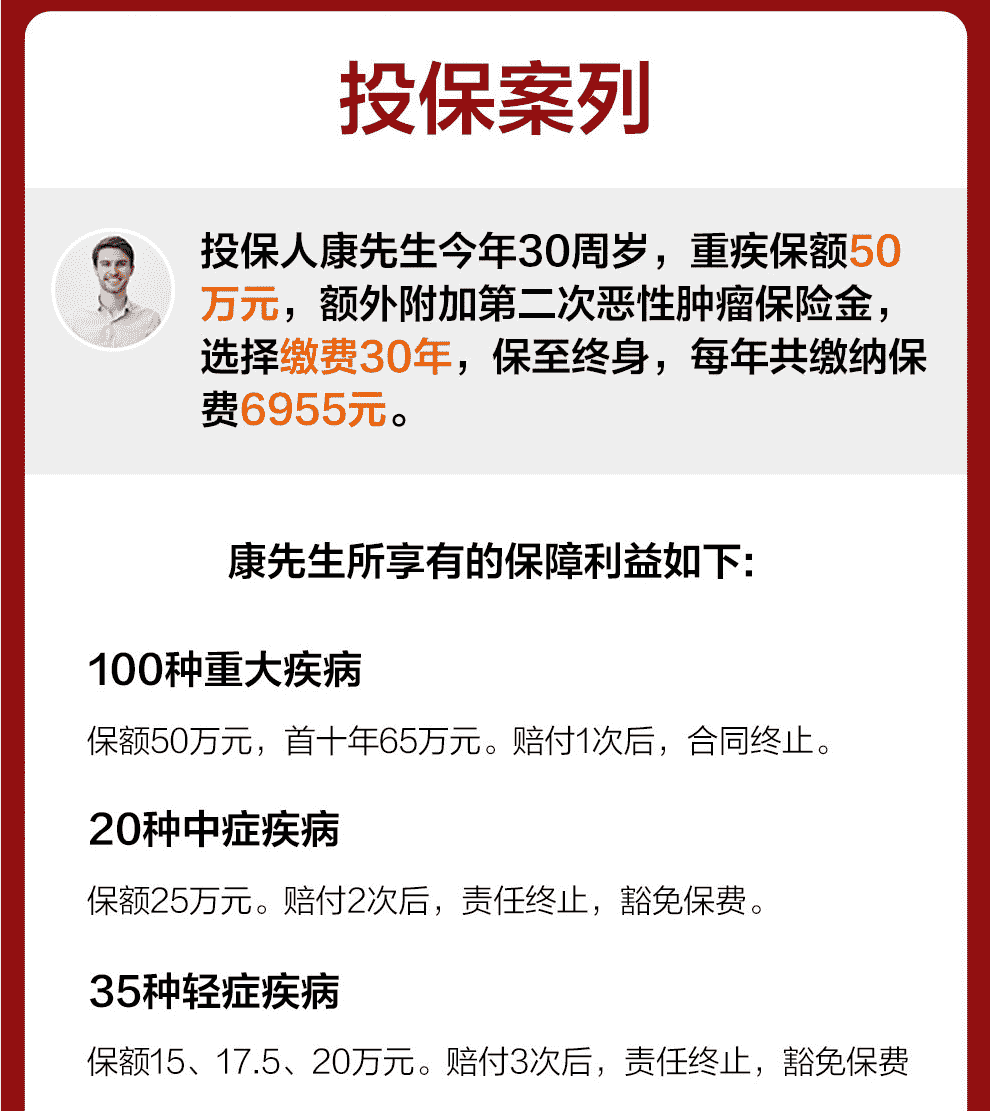 投保案列
投保人康先生今年30周岁，重疾保额50
万元，额外附加第二次恶性肿瘤保险金，
选择缴费30年，保至终身，每年共缴纳保
费6955元。
康先生所享有的保障利益如下：
100种重大疾病
保额50万元，首十年65万元。赔付1次后，合同终止。
20种中症疾病
保额25万元。赔付2次后，责任终止，豁免保费。
35种轻症疾病
保额15、17.5、20万元。赔付3次后，责任终止，豁免保费